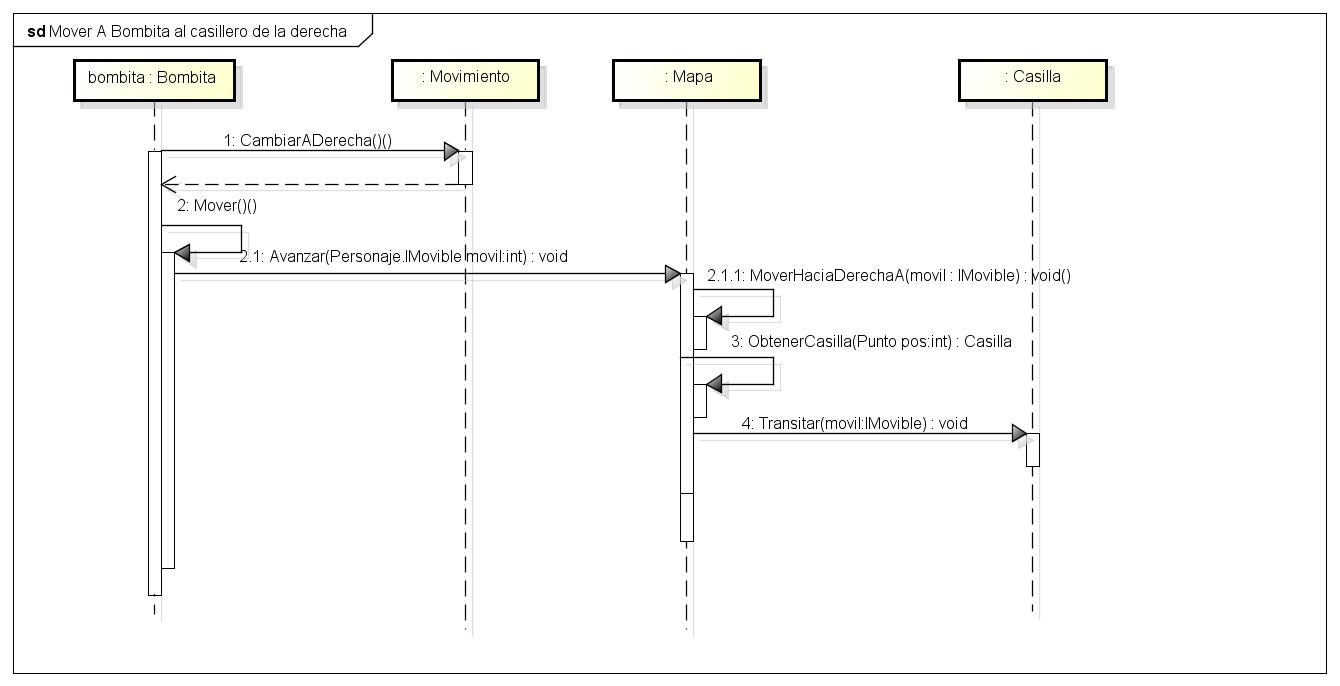 sd Mover A Bombita al casillero de la derecha
bombita : Bombita
: Movimiento
: Mapa
: Casilla
1: CambiarADerecha()()
2: Mover()()
2.1: Avanzar(Personaje.IMovible movil:int) : void
2.1.1: MoverHaciaDerechaA(movil : IMovible) : void()
3: ObtenerCasilla(Punto pos:int) : Casilla
4: Transitar(movil:IMovible) : void